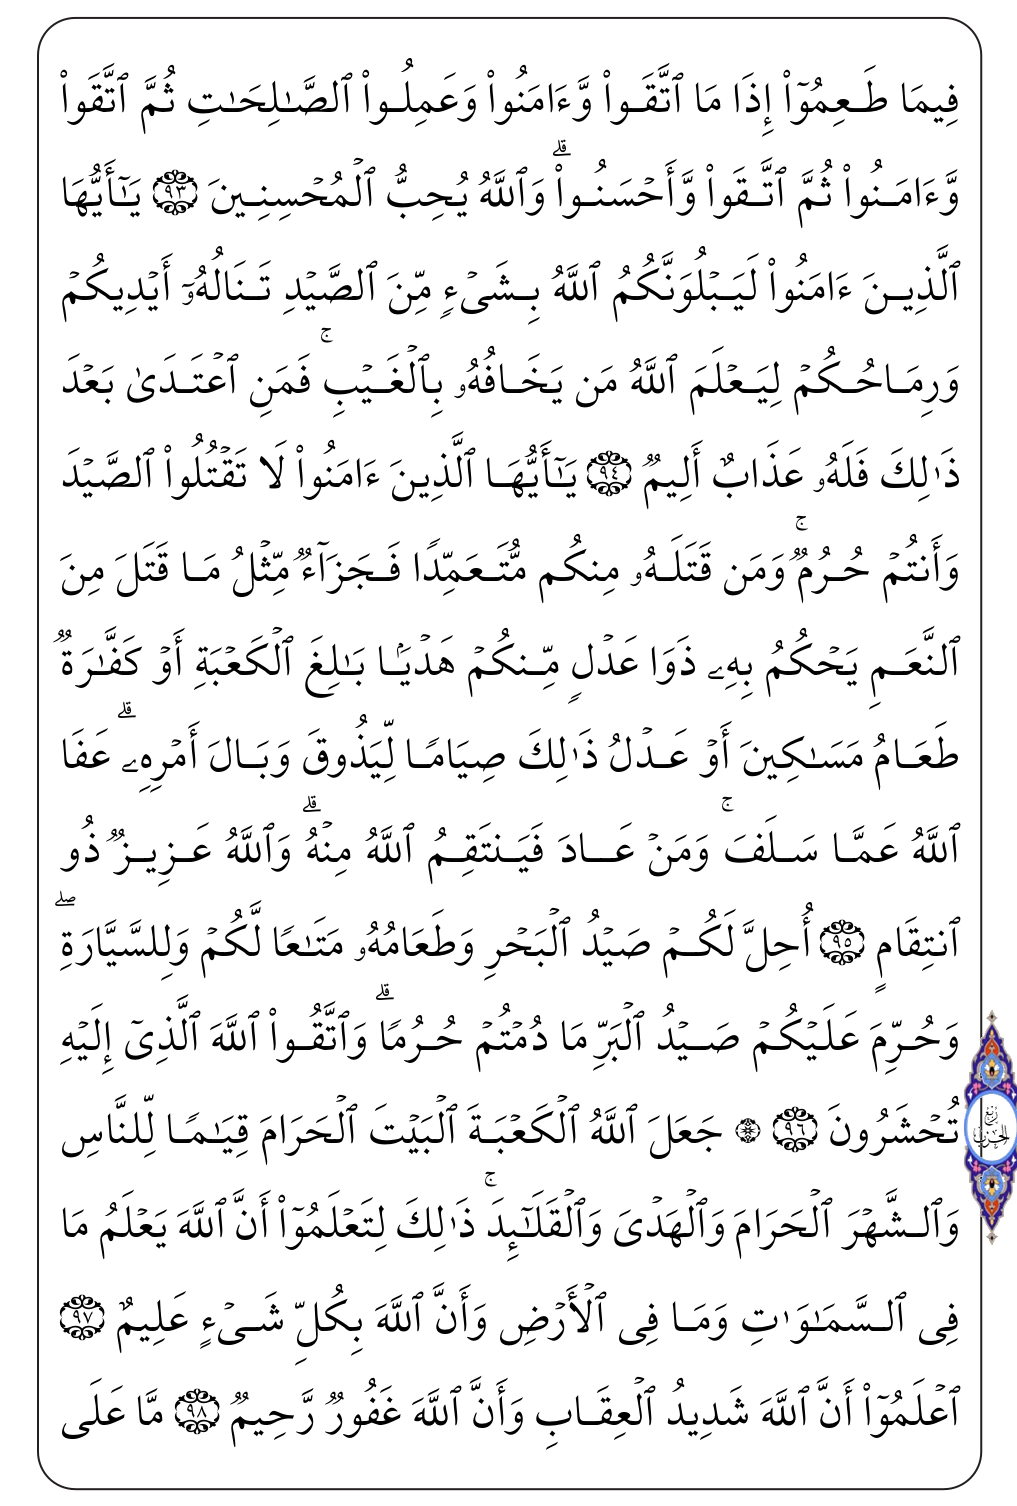 فِيمَا طَعِمُوٓا۟ إِذَا مَا ٱتَّقَوا۟ وَّءَامَنُوا۟ وَعَمِلُوا۟ ٱلصَّـٰلِحَـٰتِ ثُمَّ ٱتَّقَوا۟
وَّءَامَنُوا۟ ثُمَّ ٱتَّقَوا۟ وَّأَحْسَنُوا۟ ۗ وَٱللَّهُ يُحِبُّ ٱلْمُحْسِنِينَ ٩٣ يَـٰٓأَيُّهَا
ٱلَّذِينَ ءَامَنُوا۟ لَيَبْلُوَنَّكُمُ ٱللَّهُ بِشَىْءٍ مِّنَ ٱلصَّيْدِ تَنَالُهُۥٓ أَيْدِيكُمْ
وَرِمَاحُكُمْ لِيَعْلَمَ ٱللَّهُ مَن يَخَافُهُۥ بِٱلْغَيْبِ ۚ فَمَنِ ٱعْتَدَىٰ بَعْدَ
ذَٰلِكَ فَلَهُۥ عَذَابٌ أَلِيمٌ ٩٤ يَـٰٓأَيُّهَا ٱلَّذِينَ ءَامَنُوا۟ لَا تَقْتُلُوا۟ ٱلصَّيْدَ
وَأَنتُمْ حُرُمٌ ۚ وَمَن قَتَلَهُۥ مِنكُم مُّتَعَمِّدًا فَجَزَآءٌ مِّثْلُ مَا قَتَلَ مِنَ
ٱلنَّعَمِ يَحْكُمُ بِهِۦ ذَوَا عَدْلٍ مِّنكُمْ هَدْيًۢا بَـٰلِغَ ٱلْكَعْبَةِ أَوْ كَفَّـٰرَةٌ
طَعَامُ مَسَـٰكِينَ أَوْ عَدْلُ ذَٰلِكَ صِيَامًا لِّيَذُوقَ وَبَالَ أَمْرِهِۦ ۗ عَفَا
ٱللَّهُ عَمَّا سَلَفَ ۚ وَمَنْ عَادَ فَيَنتَقِمُ ٱللَّهُ مِنْهُ ۗ وَٱللَّهُ عَزِيزٌ ذُو
ٱنتِقَامٍ ٩٥ أُحِلَّ لَكُمْ صَيْدُ ٱلْبَحْرِ وَطَعَامُهُۥ مَتَـٰعًا لَّكُمْ وَلِلسَّيَّارَةِ ۖ
وَحُرِّمَ عَلَيْكُمْ صَيْدُ ٱلْبَرِّ مَا دُمْتُمْ حُرُمًا ۗ وَٱتَّقُوا۟ ٱللَّهَ ٱلَّذِىٓ إِلَيْهِ
تُحْشَرُونَ ٩٦ ۞ جَعَلَ ٱللَّهُ ٱلْكَعْبَةَ ٱلْبَيْتَ ٱلْحَرَامَ قِيَـٰمًا لِّلنَّاسِ
ربع
الحزب
وَٱلشَّهْرَ ٱلْحَرَامَ وَٱلْهَدْىَ وَٱلْقَلَـٰٓئِدَ ۚ ذَٰلِكَ لِتَعْلَمُوٓا۟ أَنَّ ٱللَّهَ يَعْلَمُ مَا
فِى ٱلسَّمَـٰوَٰتِ وَمَا فِى ٱلْأَرْضِ وَأَنَّ ٱللَّهَ بِكُلِّ شَىْءٍ عَلِيمٌ ٩٧
ٱعْلَمُوٓا۟ أَنَّ ٱللَّهَ شَدِيدُ ٱلْعِقَابِ وَأَنَّ ٱللَّهَ غَفُورٌ رَّحِيمٌ ٩٨ مَّا عَلَى